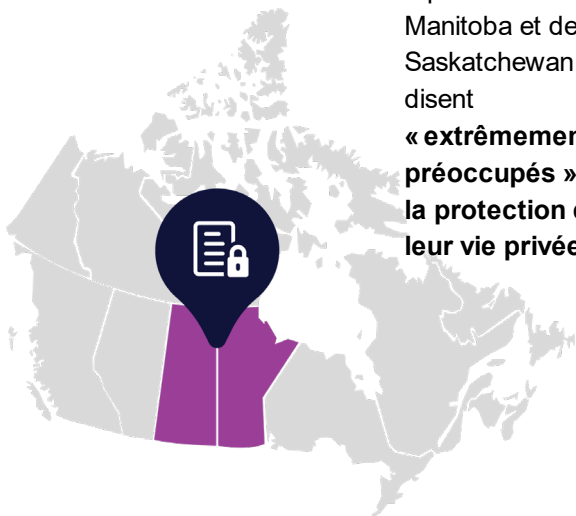 Manitoba et de
Saskatchewan
disent
« extrêmemen
préoccupés »
la protection
leur vie privée